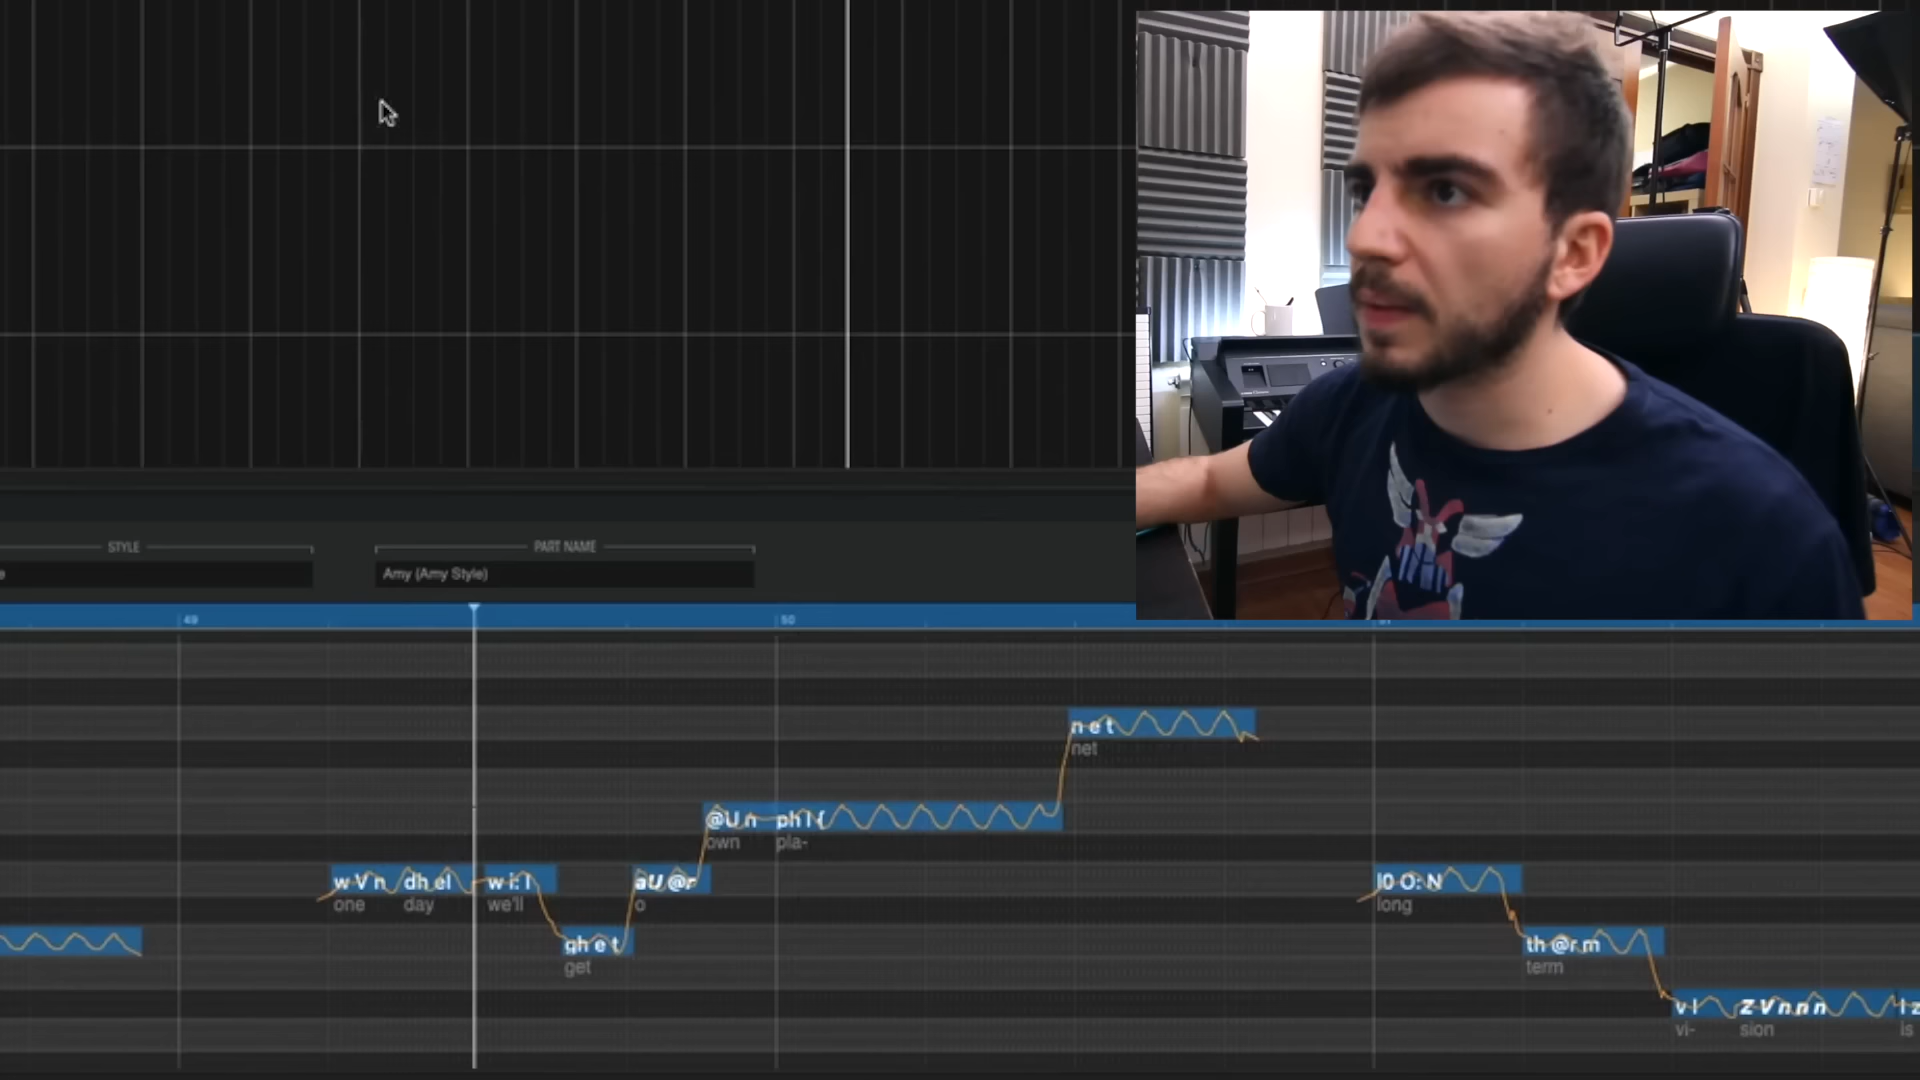 STYLE
PART NAME
Amy (Amy Style)
49
50
n e t
net
@U n ph l {
own pla-
w V n dh eI w i: l aU @r l0 O: N
one day we'll o long
gh e t th @r m
get term
v I Z V n n n I z
vi- sion is